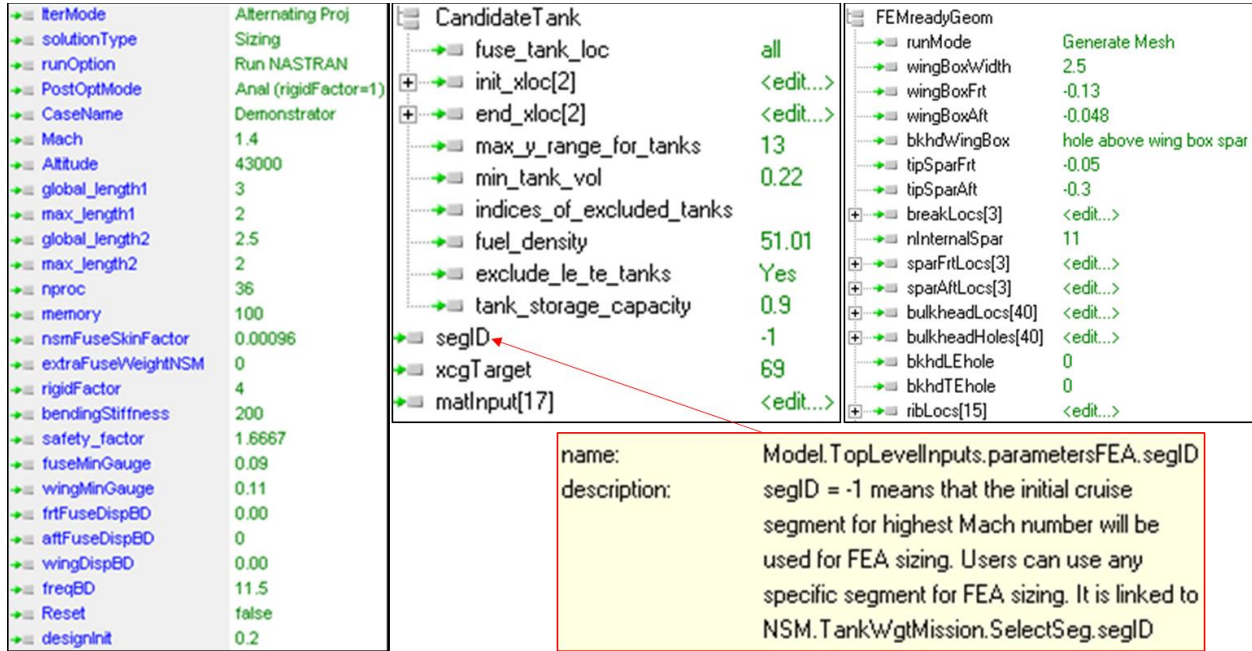 IterMode Alternating Proj
solutionType Sizing
runOption Run NASTRAN
PostOptMode Anal (rigidFactor=1)
CaseName Demonstrator
Mach 1.4
Altitude 43000
global_length1 3
max_length1 2
global_length2 2.5
max_length2 2
nproc 36
memory 100
nsmFuseSkinFactor 0.00096
extraFuseWeightNSM 0
rigidFactor 4
bendingStiffness 200
safety_factor 1.6667
fuseMinGauge 0.09
wingMinGauge 0.11
frtFuseDispBD 0.00
aftFuseDispBD 0
wingDispBD 0.00
freqBD 11.5
Reset false
designInit 0.2
CandidateTank
fuse_tank_loc all
init_xloc[2] <edit...>
end_xloc[2] <edit...>
max_y_range_for_tanks 13
min_tank_vol 0.22
indices_of_excluded_tanks
fuel_density 51.01
exclude_le_te_tanks Yes
tank_storage_capacity 0.9
segID -1
xcgTarget 69
matInput[17] <edit...>
FEMreadyGeom
runMode Generate Mesh
wingBoxWidth 2.5
wingBoxFrt -0.13
wingBoxAft -0.048
bkhdWingBox hole above wing box spar
tipSparFrt -0.05
tipSparAft -0.3
breakLocs[3] <edit...>
nInternalSpar 11
sparFrtLocs[3] <edit...>
sparAftLocs[3] <edit...>
bulkheadLocs[40] <edit...>
bulkheadHoles[40] <edit...>
bkhdLEhole 0
bkhdTEhole 0
ribLocs[15] <edit...>
name: Model.TopLevelInputs.parametersFEA.segID
description: segID = -1 means that the initial cruise
segment for highest Mach number will be
used for FEA sizing. Users can use any
specific segment for FEA sizing. It is linked to
NSM.TankWgtMission.SelectSeg.segID